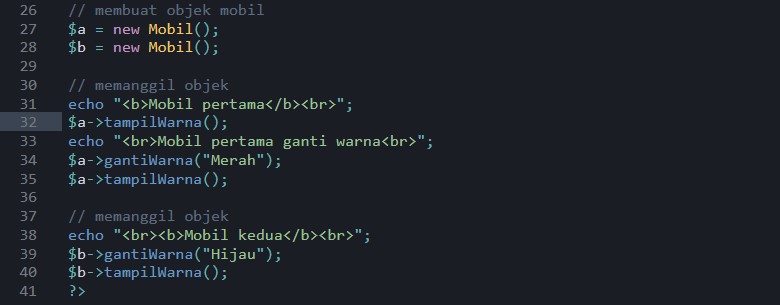 26 // membuat objek mobil
27 $a = new Mobil();
28 $b = new Mobil();
29
30 // memanggil objek
31 echo "<b>Mobil pertama</b><br>";
32 $a->tampilWarna();
33 echo "<br>Mobil pertama ganti warna<br>";
34 $a->gantiWarna("Merah");
35 $a->tampilWarna();
36
37 // memanggil objek
38 echo "<br><b>Mobil kedua</b><br>";
39 $b->gantiWarna("Hijau");
40 $b->tampilWarna();
41 ?>